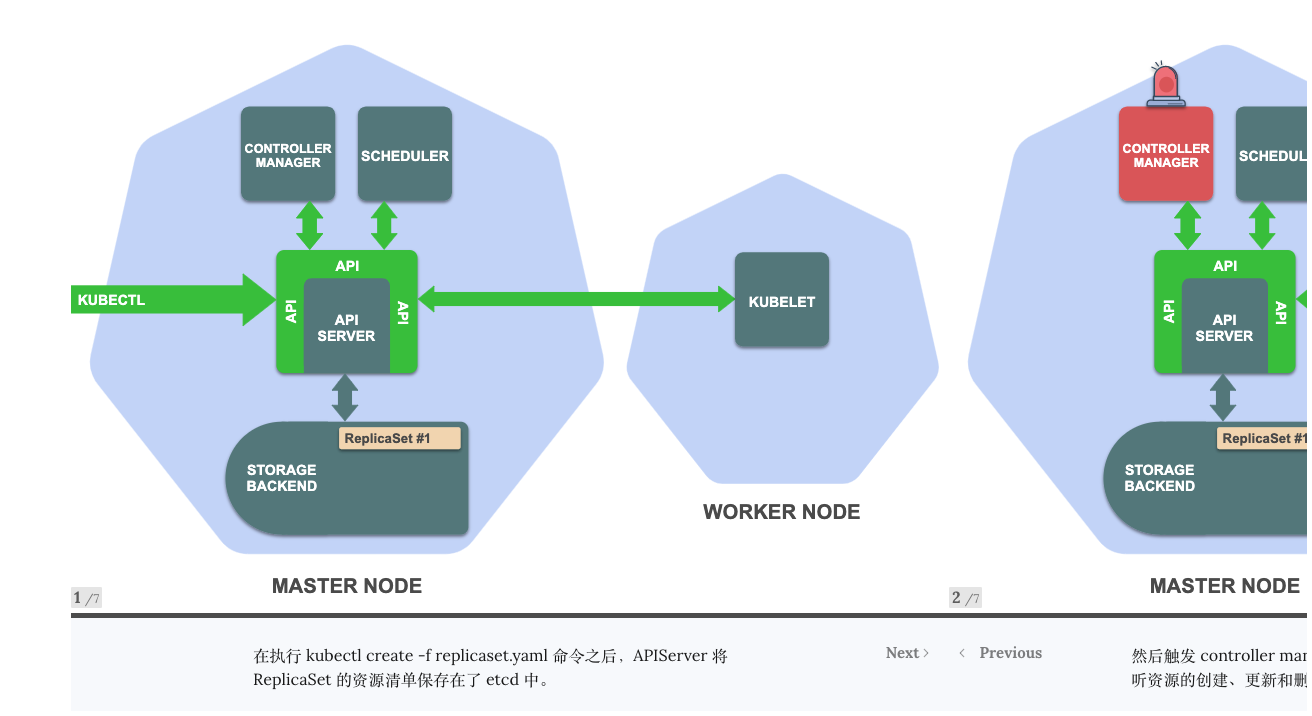 CONTROLLER
MANAGER
SCHEDULER
API
API
API
API
SERVER
KUBECTL
KUBELET
ReplicaSet #1
STORAGE
BACKEND
WORKER NODE
MASTER NODE
1 /7
在执行 kubectl create -f replicaset.yaml 命令之后，APIServer 将
ReplicaSet 的资源清单保存在了 etcd 中。
Next
CONTROLLER
MANAGER
SCHEDUL
API
API
API
API
SERVER
ReplicaSet #1
STORAGE
BACKEND
MASTER NODE
2 /7
Previous
然后触发 controller mar
听资源的创建、更新和删